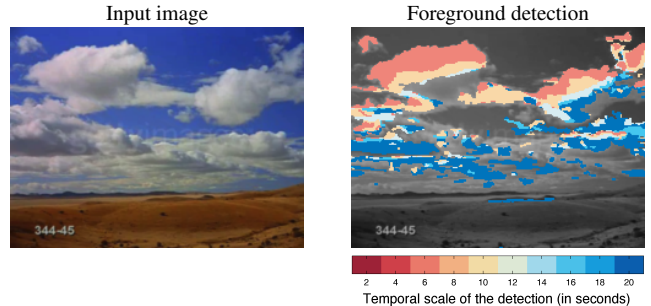 Input image
Foreground detection
344-45
344-45
2 4 6 8 10 12 14 16 18 20
Temporal scale of the detection (in seconds)